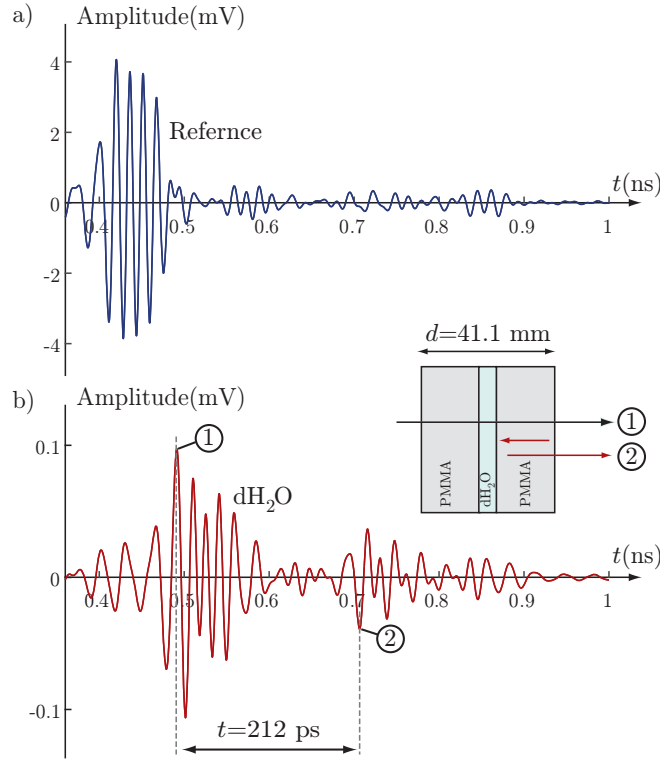 a)
Amplitude(mV)
4
2
0
-2
-4
Refernce
t(ns)
0.4 0.5 0.6 0.7 0.8 0.9 1
d=41.1 mm
PMMA
dH₂O
PMMA
1
2
b)
Amplitude(mV)
0.1
0
-0.1
1
dH₂O
t(ns)
0.4 0.5 0.6 0.7 0.8 0.9 1
2
t=212 ps